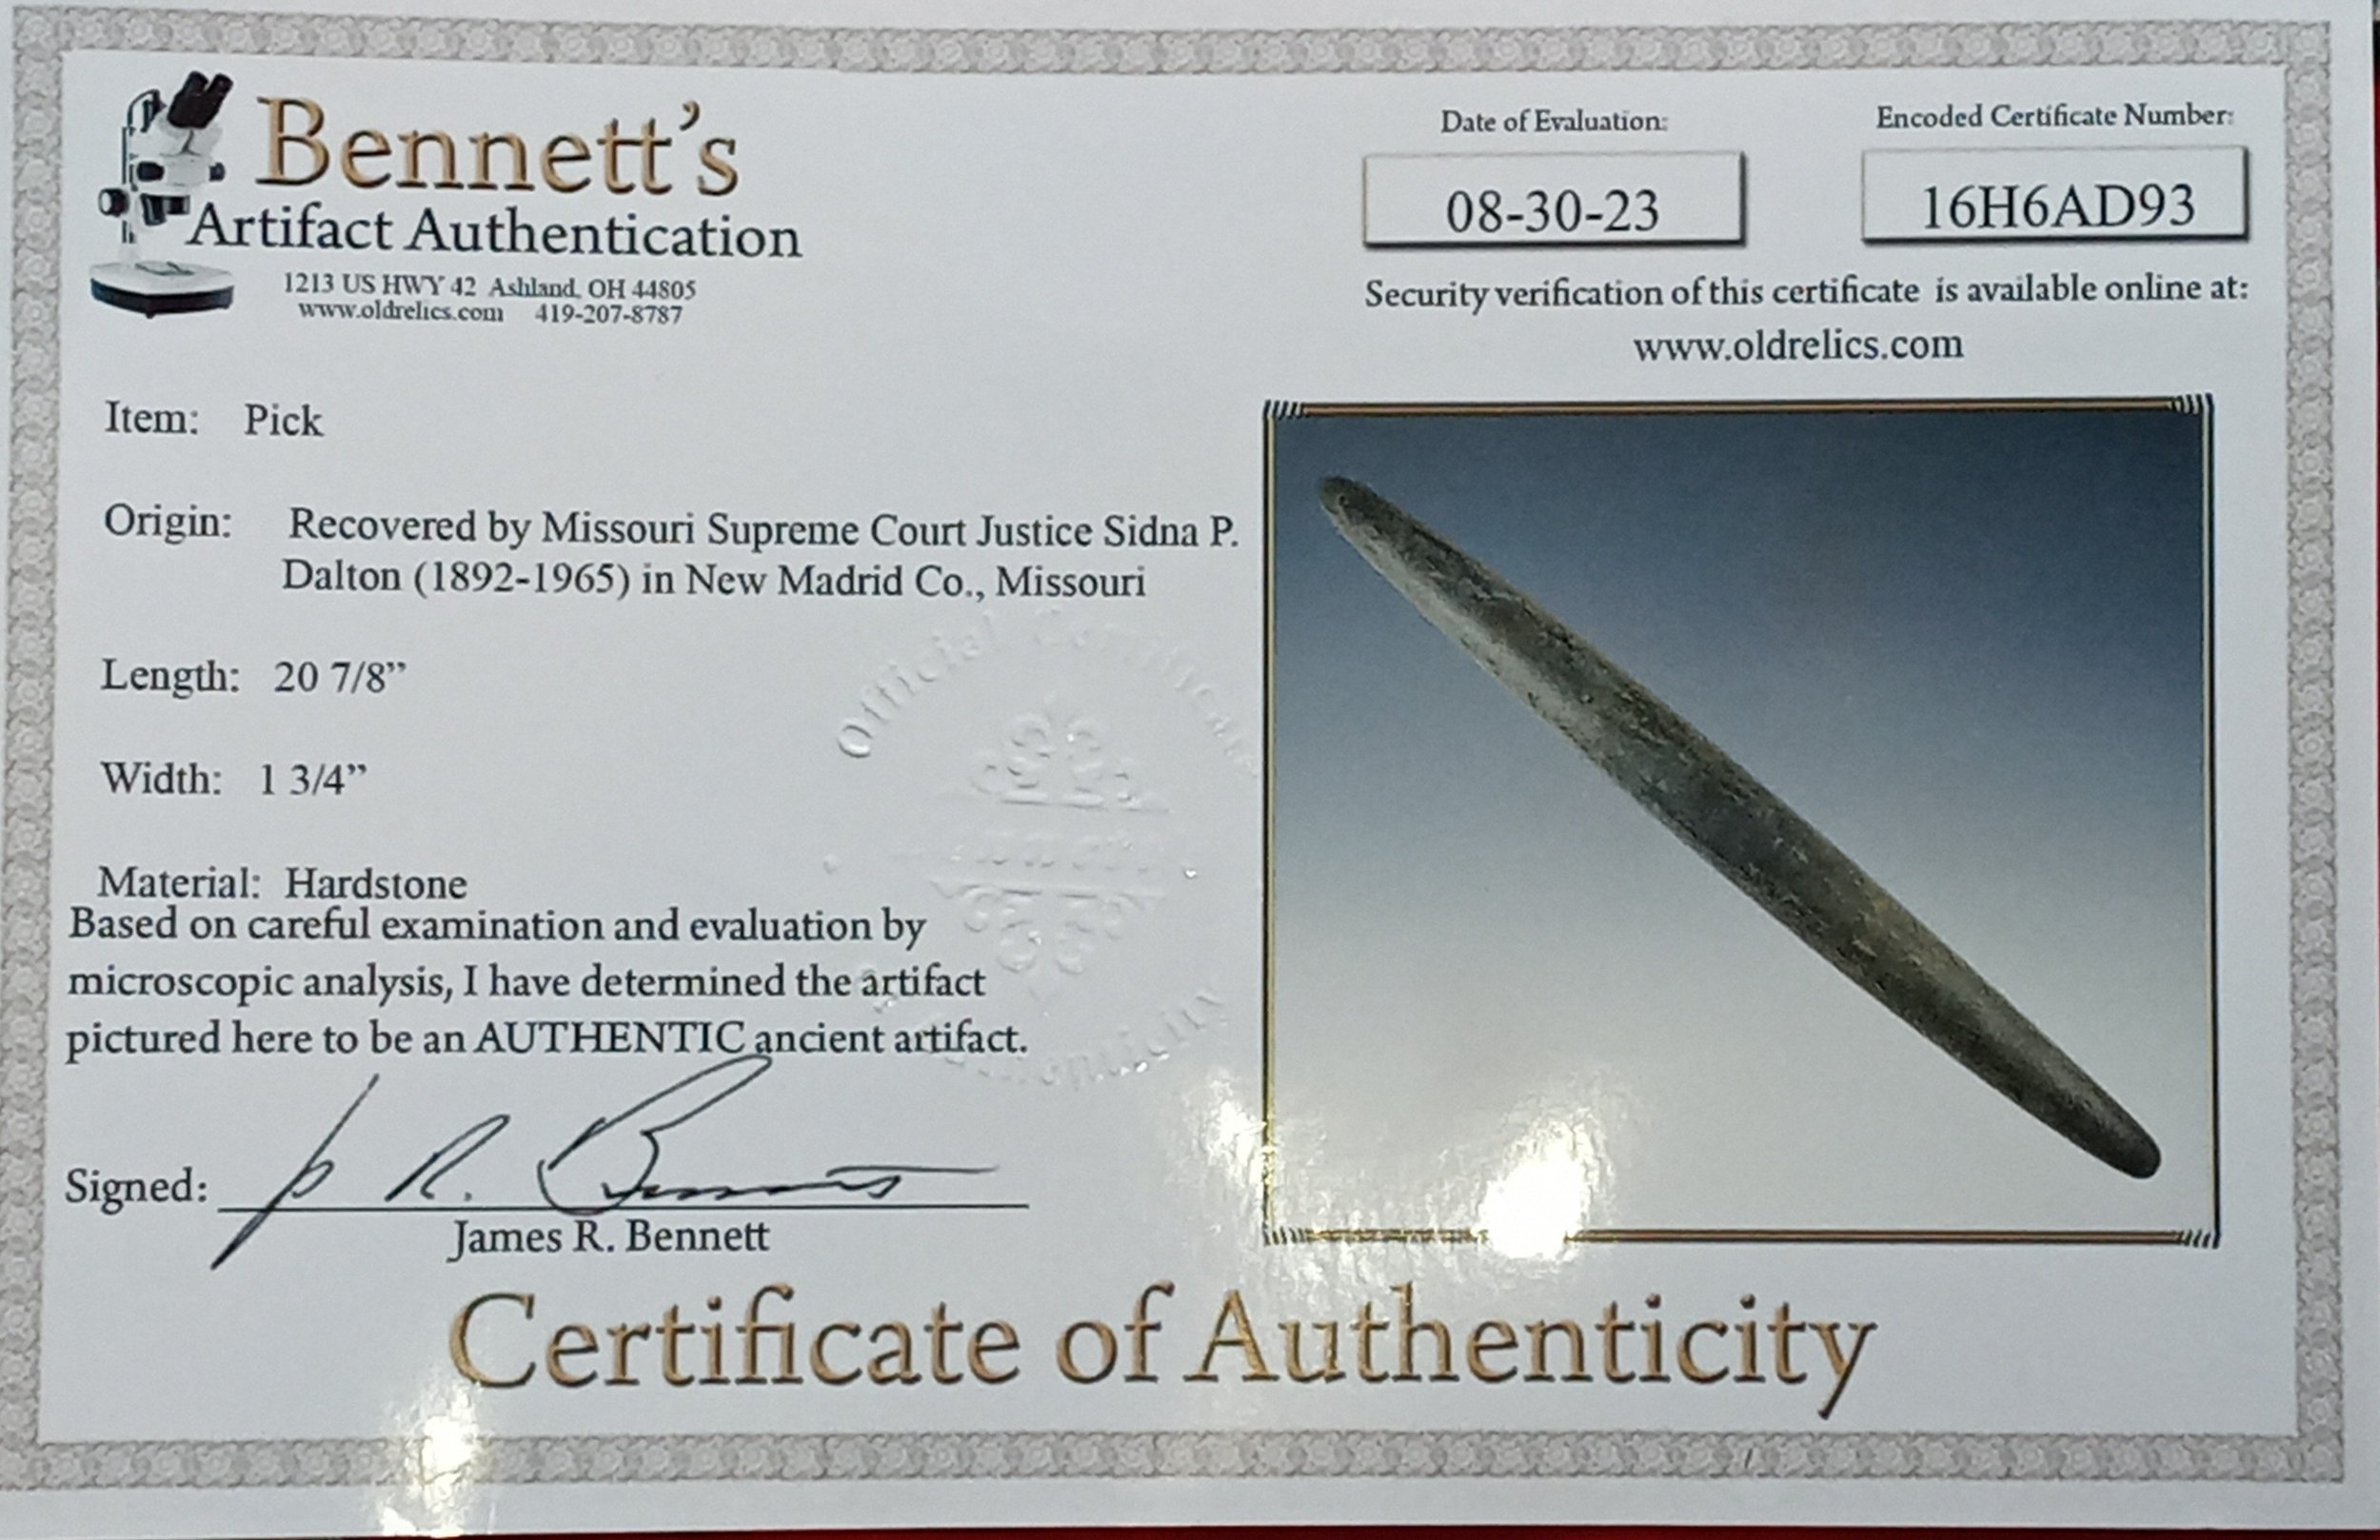 Bennett's
Artifact Authentication
1213 US HWY 42 Ashland, OH 44805
www.oldrelics.com 419-207-8787
Date of Evaluation:
08-30-23
Encoded Certificate Number:
16H6AD93
Security verification of this certificate is available online at:
www.oldrelics.com
Item: Pick
Origin: Recovered by Missouri Supreme Court Justice Sidna P.
Dalton (1892-1965) in New Madrid Co., Missouri
Length: 20 7/8”
Width: 1 3/4”
Material: Hardstone
Based on careful examination and evaluation by
microscopic analysis, I have determined the artifact
pictured here to be an AUTHENTIC ancient artifact.
Official Certificate
Authenticity
Signed: J R. Bennett
James R. Bennett
Certificate of Authenticity